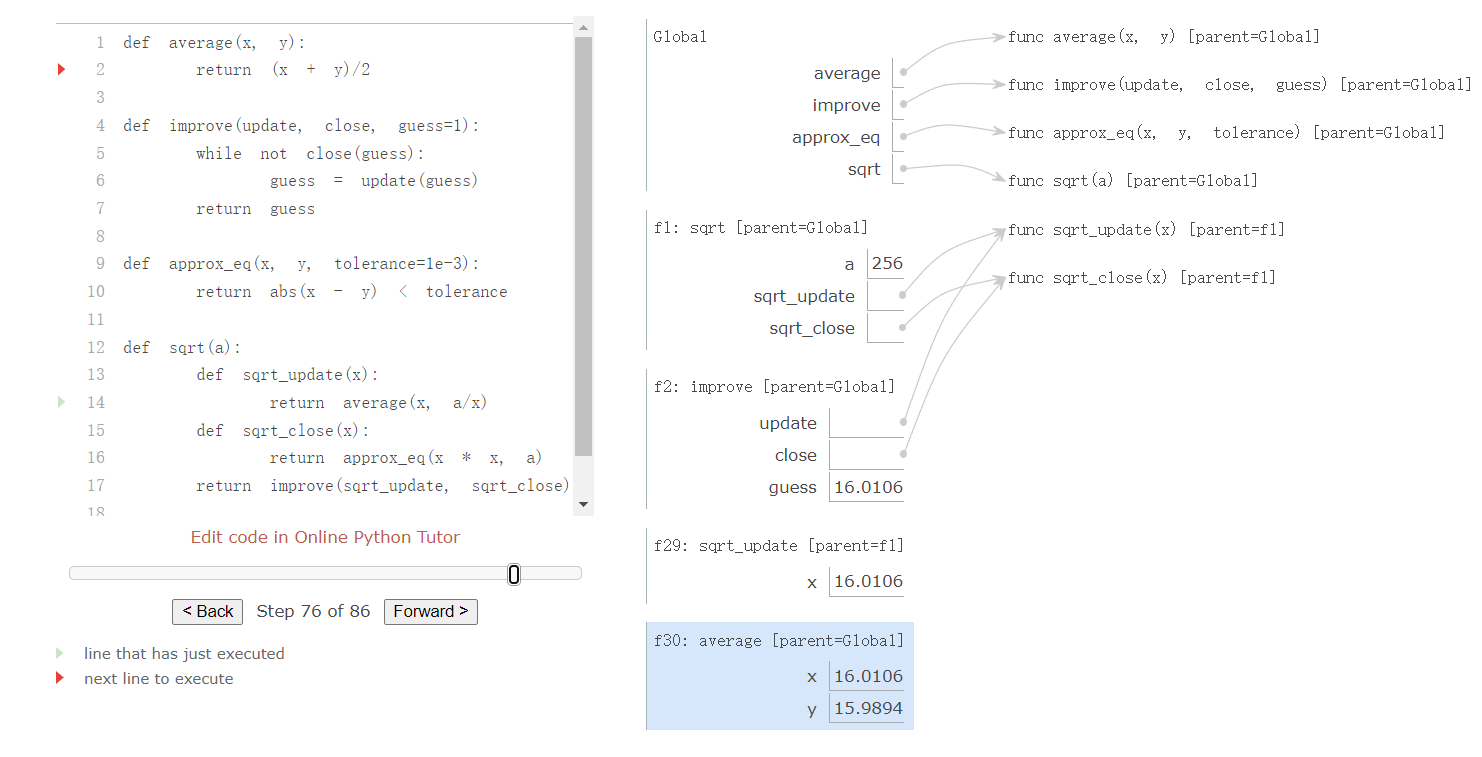 1 def average(x, y):
2 return (x + y)/2
3
4 def improve(update, close, guess=1):
5 while not close(guess):
6 guess = update(guess)
7 return guess
8
9 def approx_eq(x, y, tolerance=1e-3):
10 return abs(x - y) < tolerance
11
12 def sqrt(a):
13 def sqrt_update(x):
14 return average(x, a/x)
15 def sqrt_close(x):
16 return approx_eq(x * x, a)
17 return improve(sqrt_update, sqrt_close)
18
Edit code in Online Python Tutor
< Back Step 76 of 86 Forward >
line that has just executed
next line to execute
Global
average
improve
approx_eq
sqrt
func average(x, y) [parent=Global]
func improve(update, close, guess) [parent=Global]
func approx_eq(x, y, tolerance) [parent=Global]
func sqrt(a) [parent=Global]
func sqrt_update(x) [parent=f1]
func sqrt_close(x) [parent=f1]
f1: sqrt [parent=Global]
a 256
sqrt_update
sqrt_close
f2: improve [parent=Global]
update
close
guess 16.0106
f29: sqrt_update [parent=f1]
x 16.0106
f30: average [parent=Global]
x 16.0106
y 15.9894